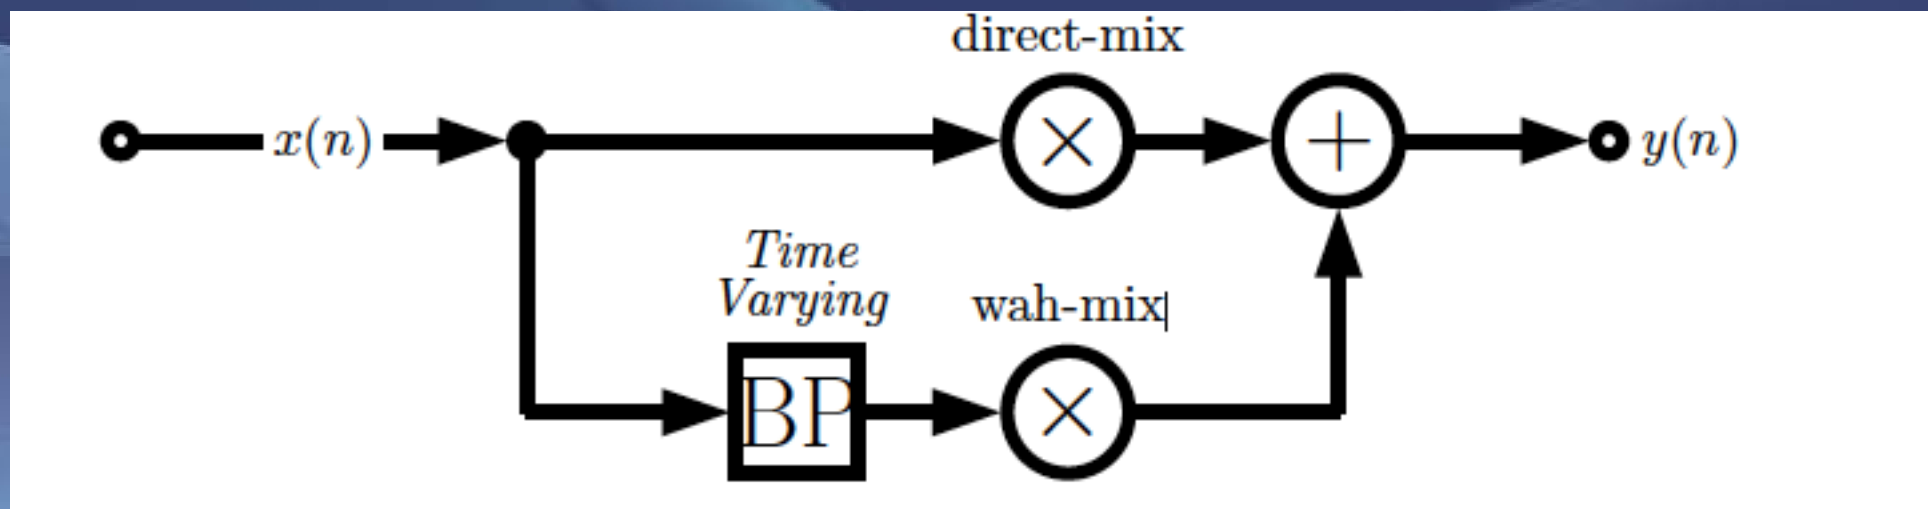 direct-mix
x(n)
×
+
y(n)
Time
Varying
wah-mix
BP
×